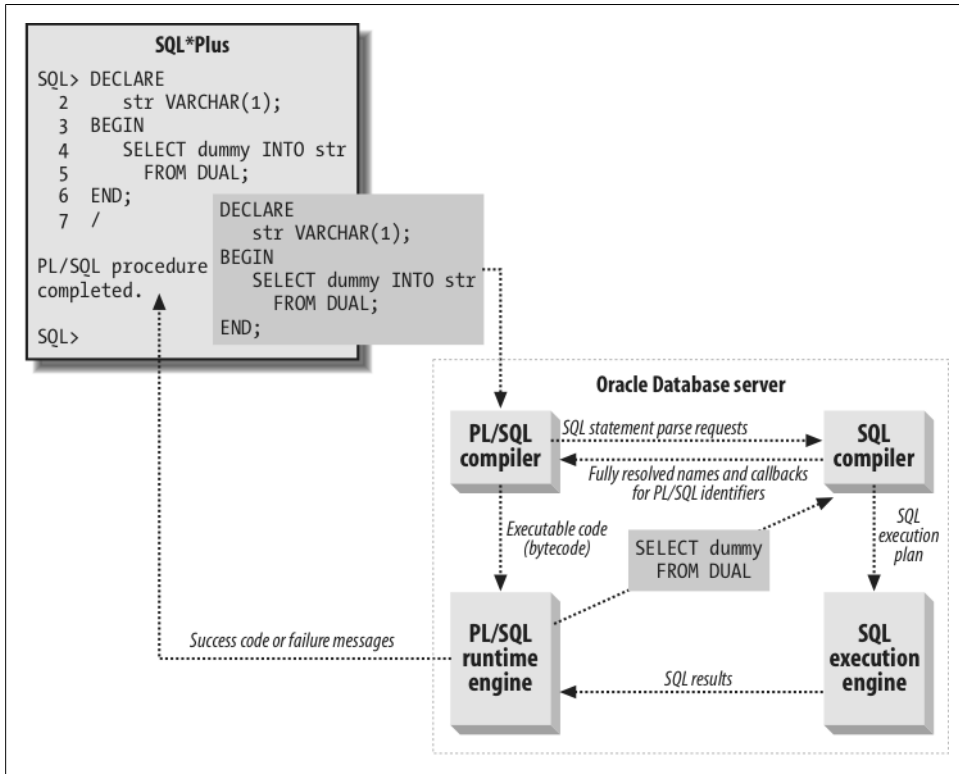 SQL*Plus
SQL> DECLARE
2 str VARCHAR(1);
3 BEGIN
4 SELECT dummy INTO str
5 FROM DUAL;
6 END;
7 /
PL/SQL procedure
completed.
SQL>
DECLARE
str VARCHAR(1);
BEGIN
SELECT dummy INTO str
FROM DUAL;
END;
Oracle Database server
PL/SQL
compiler
SQL statement parse requests
Fully resolved names and callbacks
for PL/SQL identifiers
SQL
compiler
Executable code
(bytecode)
SELECT dummy
FROM DUAL
SQL
execution
plan
Success code or failure messages
PL/SQL
runtime
engine
SQL results
SQL
execution
engine